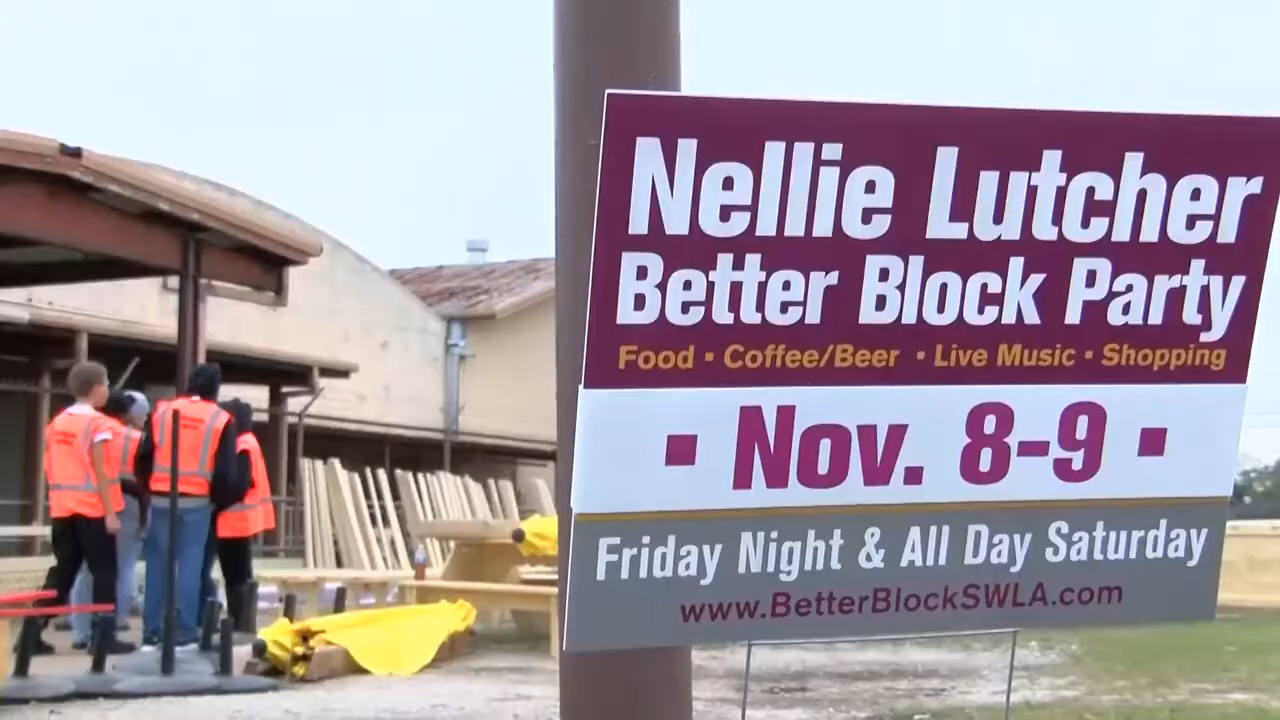 Nellie Lutcher
Better Block Party
Food ▪ Coffee/Beer ▪ Live Music ▪ Shopping
▪ Nov. 8-9 ▪
Friday Night & All Day Saturday
www.BetterBlockSWLA.com